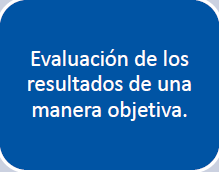 Evaluación de los
resultados de una
manera objetiva.